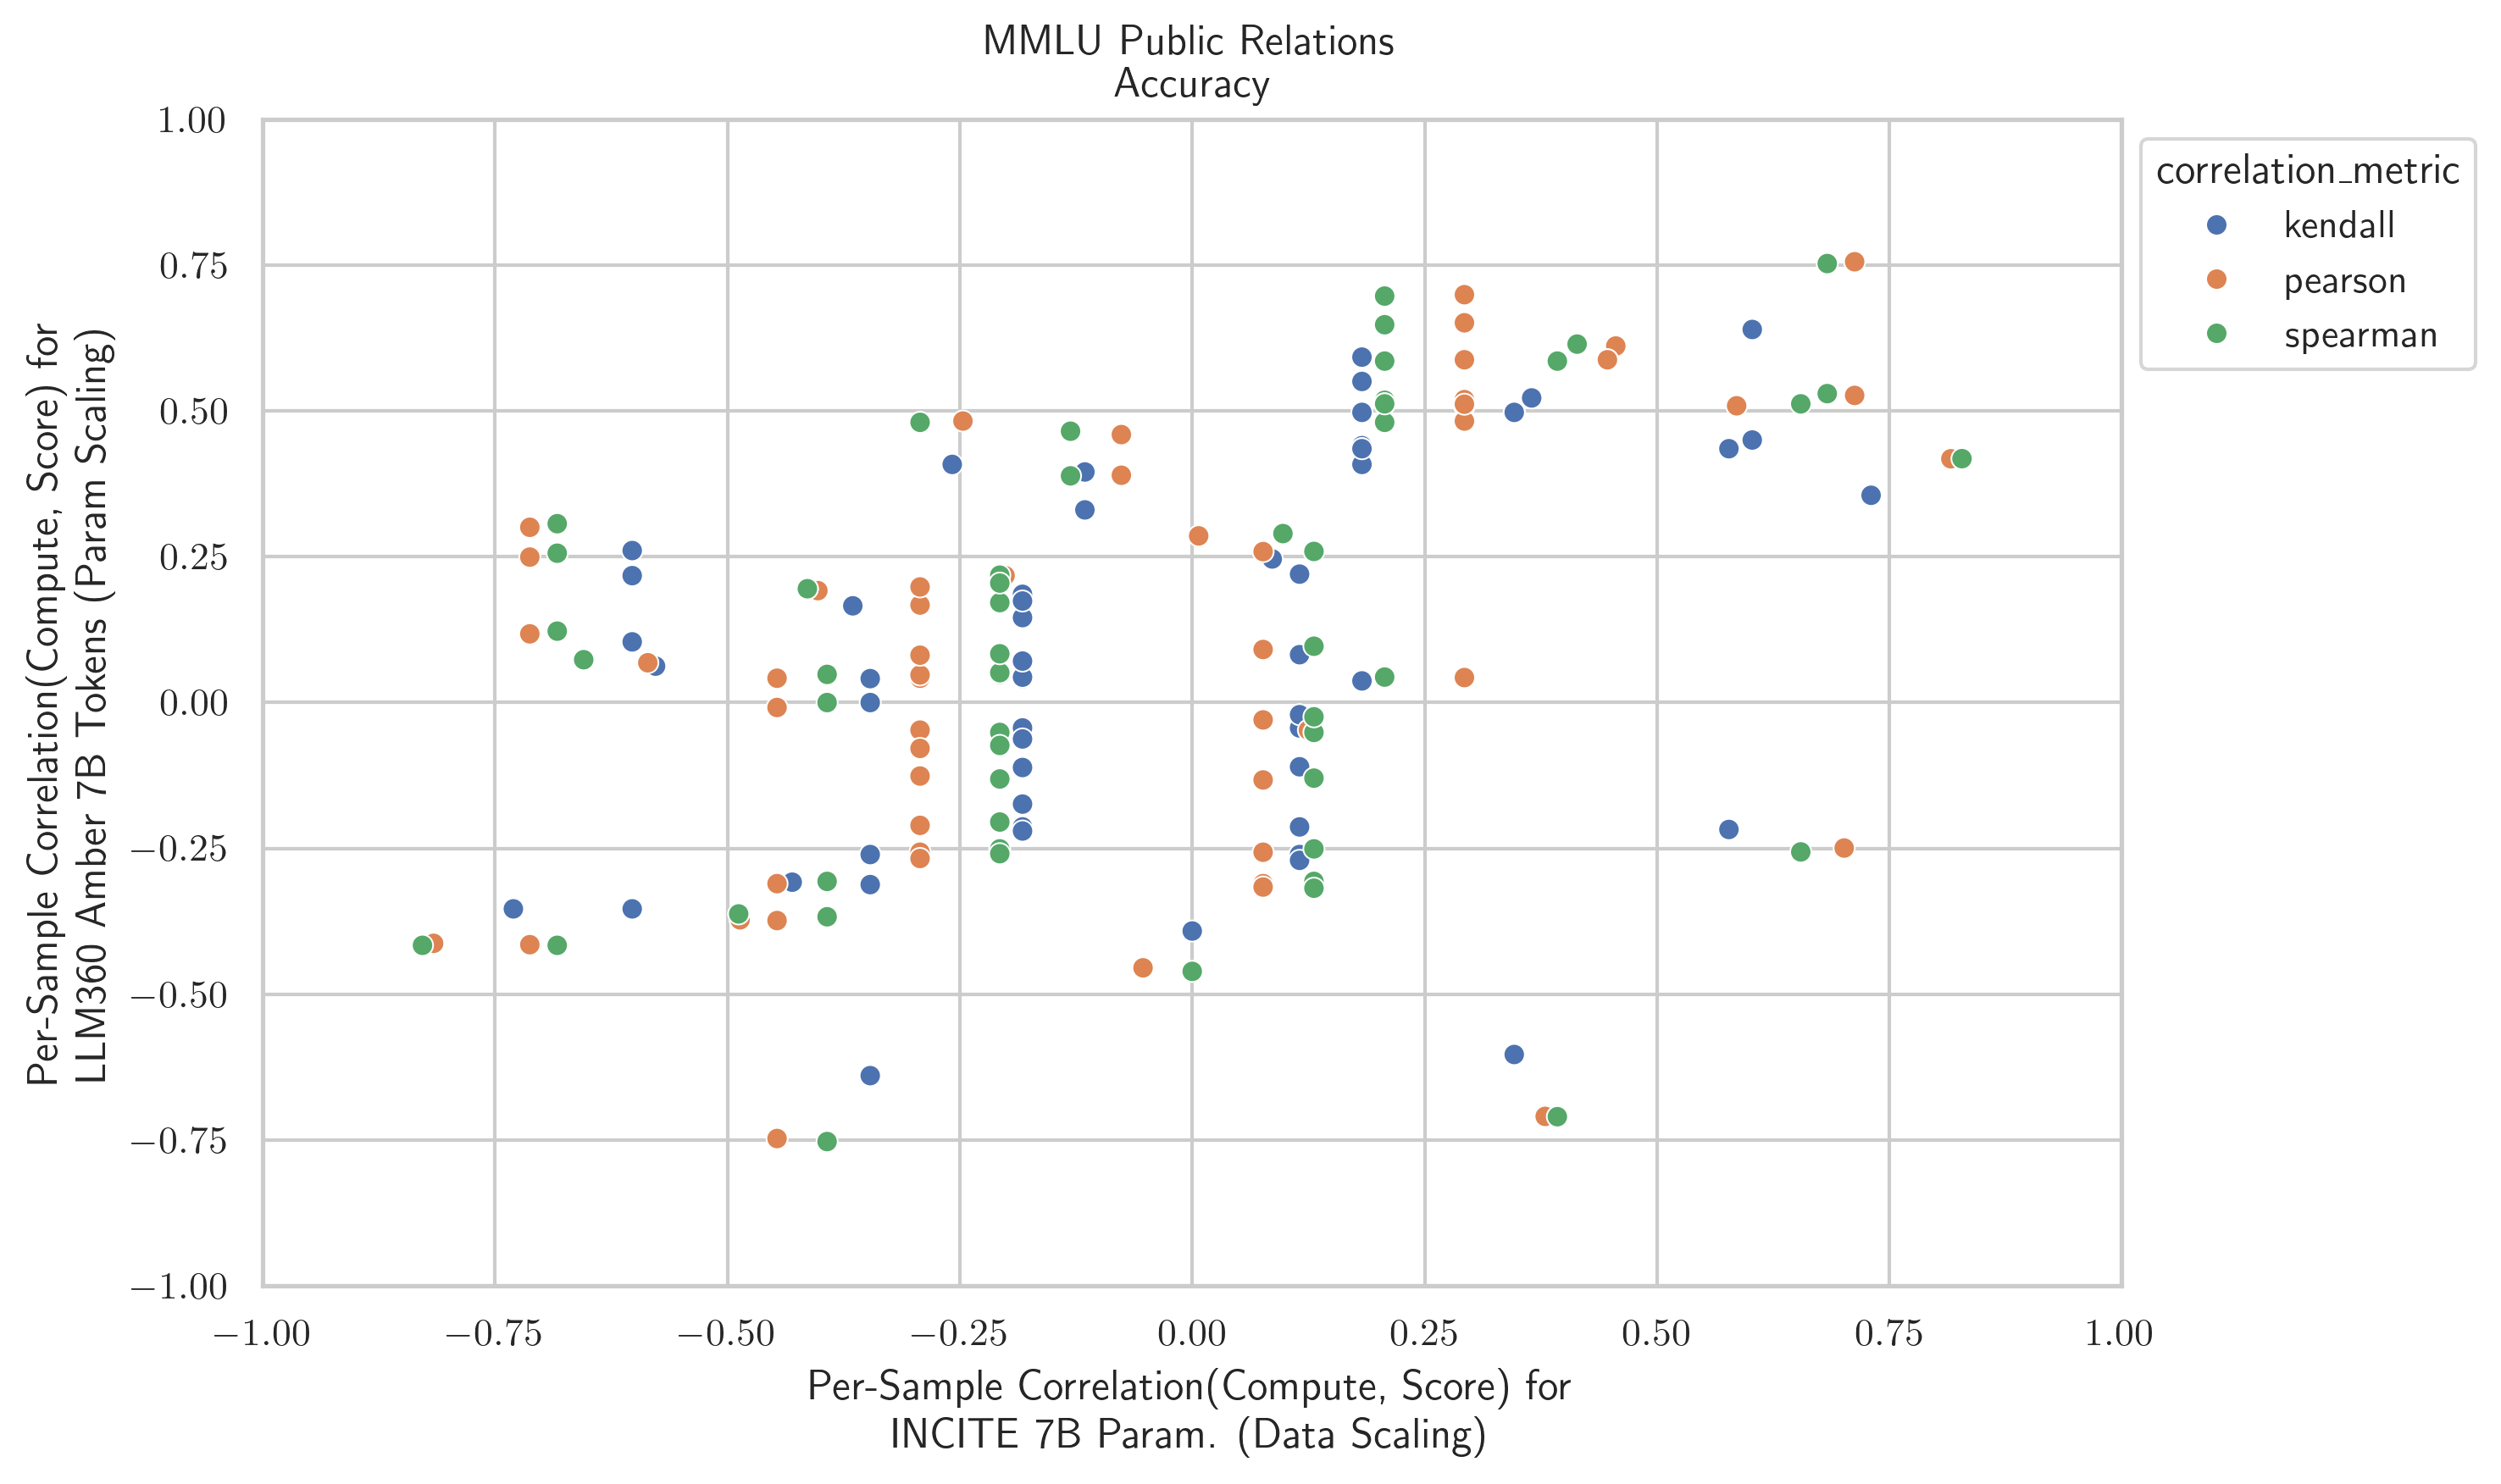 MMLU Public Relations
Accuracy
Per-Sample Correlation(Compute, Score) for
LLM360 Amber 7B Tokens (Param Scaling)
1.00
0.75
0.50
0.25
0.00
−0.25
−0.50
−0.75
−1.00
−1.00
−0.75
−0.50
−0.25
0.00
0.25
0.50
0.75
1.00
Per-Sample Correlation(Compute, Score) for
INCITE 7B Param. (Data Scaling)
correlation_metric
kendall
pearson
spearman